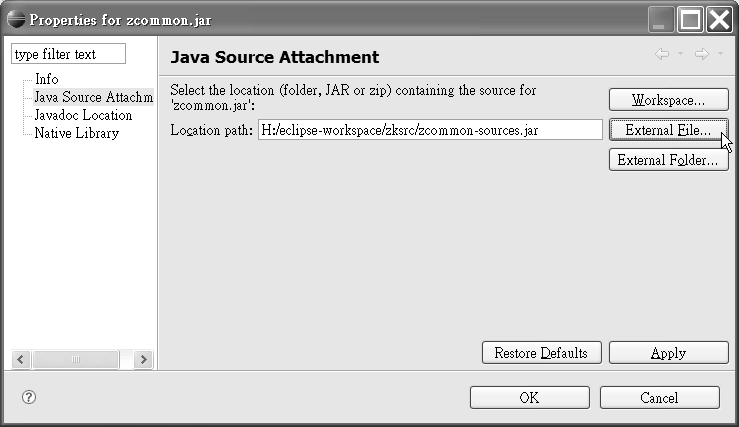 Properties for zcommon.jar
type filter text
Info
Java Source Attachm
Javadoc Location
Native Library
Java Source Attachment
Select the location (folder, JAR or zip) containing the source for
'zcommon.jar':
Location path: H:/eclipse-workspace/zksrc/zcommon-sources.jar
Workspace...
External File...
External Folder...
Restore Defaults
Apply
OK
Cancel